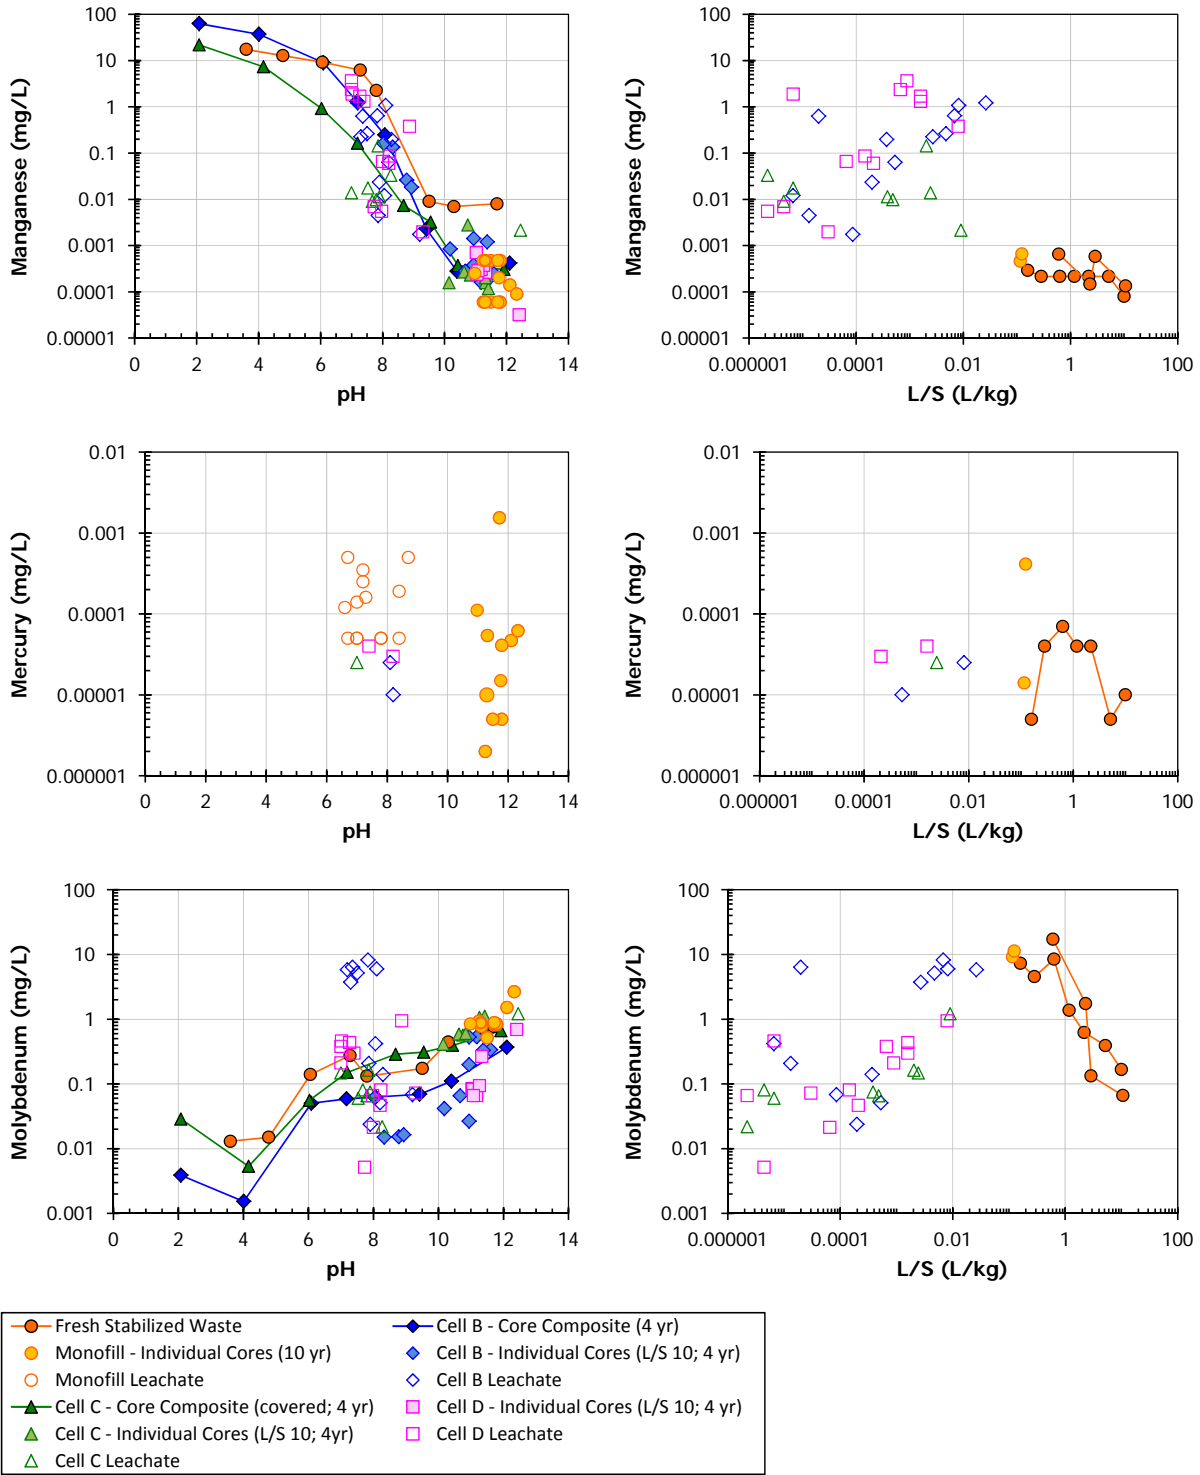 100
10
1
0.1
0.01
0.001
0.0001
0.00001
Manganese (mg/L)
0 2 4 6 8 10 12 14
pH
100
10
1
0.1
0.01
0.001
0.0001
0.00001
Manganese (mg/L)
0.000001 0.0001 0.01 1 100
L/S (L/kg)
0.01
0.001
0.0001
0.00001
0.000001
Mercury (mg/L)
0 2 4 6 8 10 12 14
pH
0.01
0.001
0.0001
0.00001
0.000001
Mercury (mg/L)
0.000001 0.0001 0.01 1 100
L/S (L/kg)
100
10
1
0.1
0.01
0.001
Molybdenum (mg/L)
0 2 4 6 8 10 12 14
pH
100
10
1
0.1
0.01
0.001
Molybdenum (mg/L)
0.000001 0.0001 0.01 1 100
L/S (L/kg)
Fresh Stabilized Waste
Monofill - Individual Cores (10 yr)
Monofill Leachate
Cell C - Core Composite (covered; 4 yr)
Cell C - Individual Cores (L/S 10; 4yr)
Cell C Leachate
Cell B - Core Composite (4 yr)
Cell B - Individual Cores (L/S 10; 4 yr)
Cell B Leachate
Cell D - Individual Cores (L/S 10; 4 yr)
Cell D Leachate